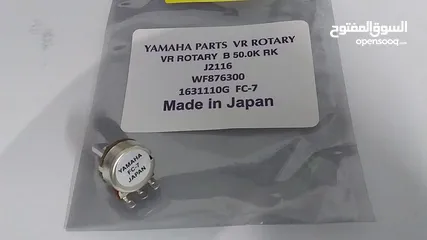 السوق المفتوح
opensooq.com
YAMAHA PARTS VR ROTARY
VR ROTARY B 50.0K RK
J2116
WF876300
1631110G FC-7
Made in Japan
YAMAHA
FC-7
JAPAN